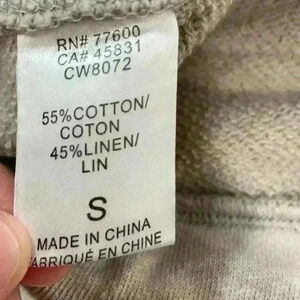 RN# 77600
CA# 45831
CW8072
55%COTTON/
COTON
45%LINEN/
LIN
S
MADE IN CHINA
FABRIQUÉ EN CHINE